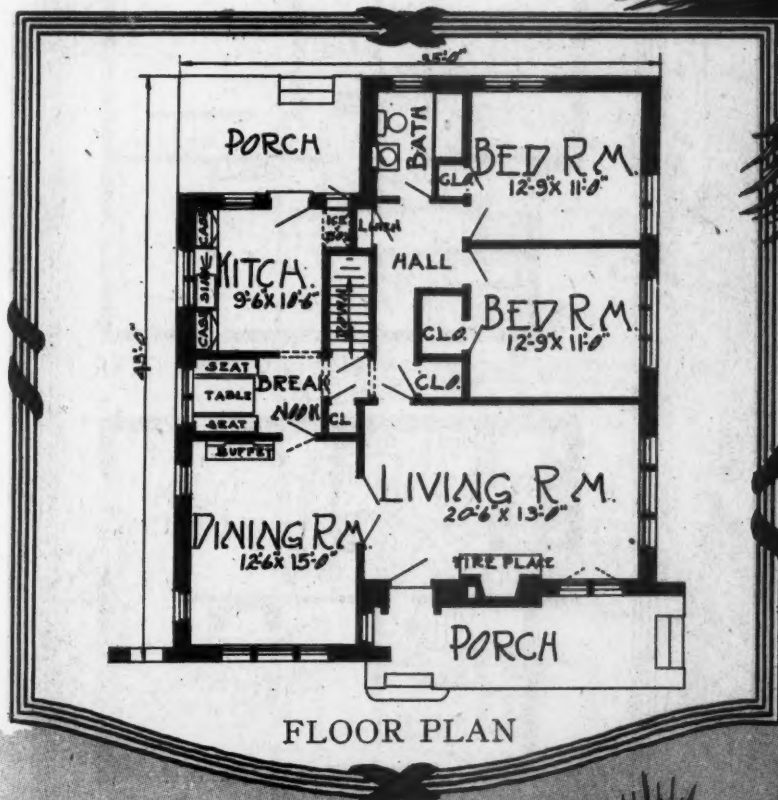 PORCH
BATH
BED RM.
12'-9" X 11'-0"
CLO.
LINEN
ICE BOX
CASE
SINK
CASE
KITCH.
9'-6" X 10'-6"
HALL
DOWN
BED RM.
12'-9" X 11'-0"
CLO.
CLO.
45'-0"
SEAT
TABLE
SEAT
BREAK
NOOK
CL
BUFFET
LIVING RM.
20'-6" X 13'-0"
DINING RM.
12'-6" X 15'-0"
FIRE PLACE
PORCH
FLOOR PLAN